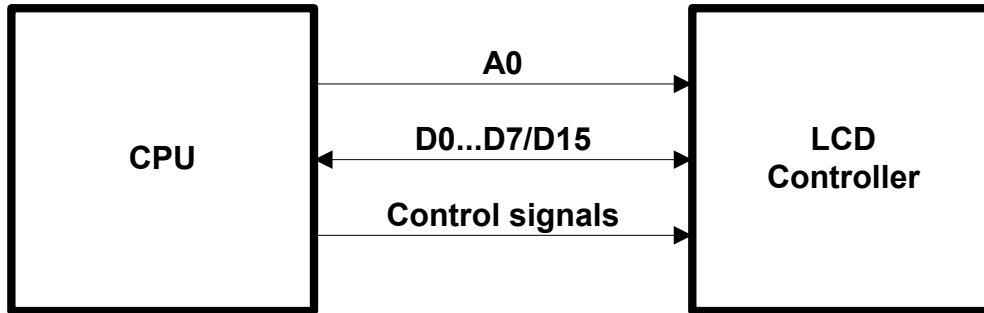 A0
CPU
D0...D7/D15
LCD
Controller
Control signals